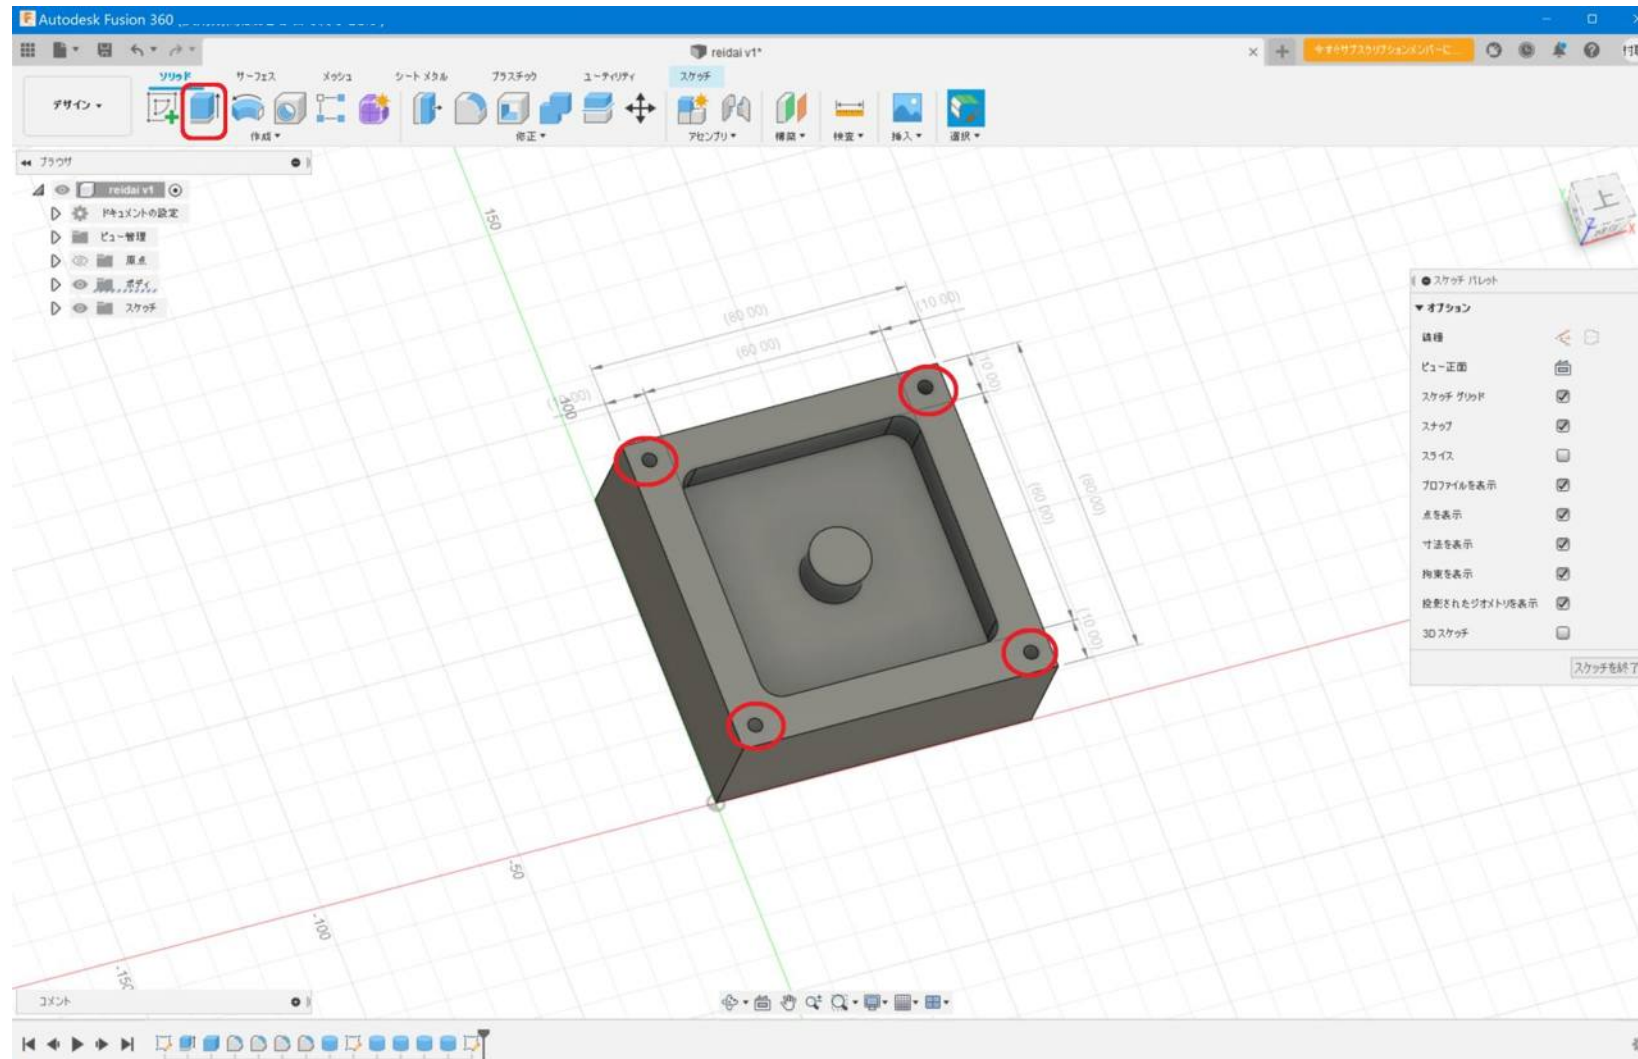 Autodesk Fusion 360
reidai v1*
ソリッド
サーフェス
メッシュ
シート メタル
プラスチック
ユーティリティ
スケッチ
デザイン
作成
修正
アセンブリ
構築
検査
挿入
選択
ブラウザ
reidai v1
ドキュメントの設定
ビュー管理
原点
ボディ
スケッチ
上
Y
Z
X
150
(80.00)
(10.00)
(60.00)
(10.00)
100
(10.00)
(60.00)
(80.00)
(10.00)
-50
-100
-150
スケッチ パレット
オプション
線種
ビュー正面
スケッチ グリッド
スナップ
スライス
プロファイルを表示
点を表示
寸法を表示
拘束を表示
投影されたジオメトリを表示
3D スケッチ
スケッチを終了
コメント